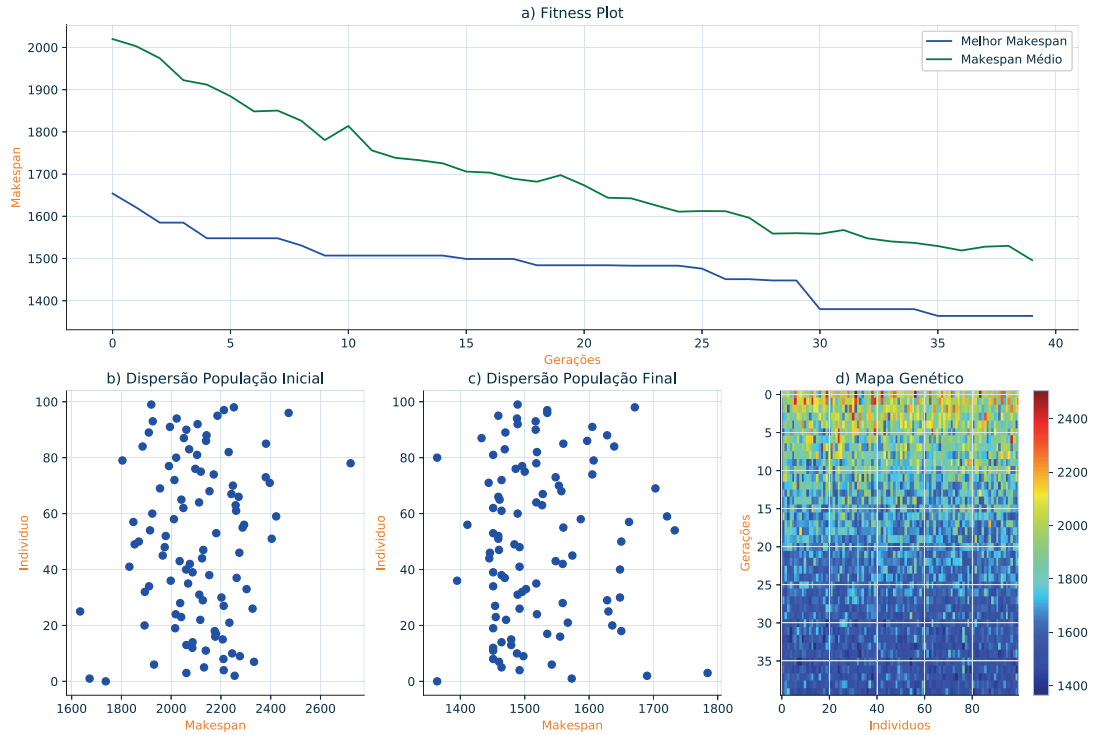 a) Fitness Plot
Melhor Makespan
Makespan Médio
Makespan
2000
1900
1800
1700
1600
1500
1400
0 5 10 15 20 25 30 35 40
Gerações
b) Dispersão População Inicial
Individuo
100
80
60
40
20
0
1600 1800 2000 2200 2400 2600
Makespan
c) Dispersão População Final
Individuo
100
80
60
40
20
0
1400 1500 1600 1700 1800
Makespan
d) Mapa Genético
Gerações
0
5
10
15
20
25
30
35
0 20 40 60 80
Individuos
2400
2200
2000
1800
1600
1400